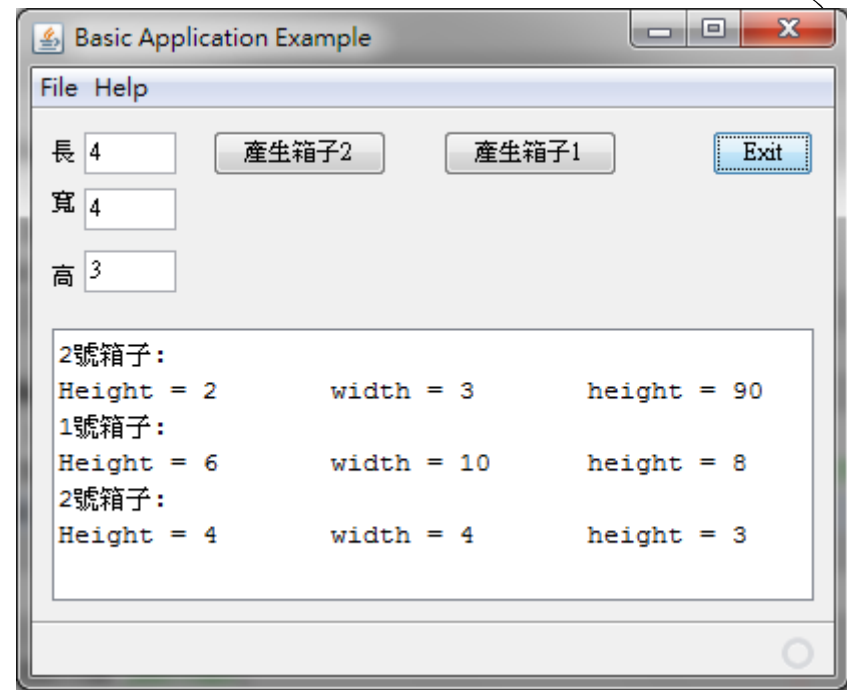 Basic Application Example
File Help
長 4 產生箱子2 產生箱子1 Exit
寬 4
高 3
2號箱子:
Height = 2 width = 3 height = 90
1號箱子:
Height = 6 width = 10 height = 8
2號箱子:
Height = 4 width = 4 height = 3